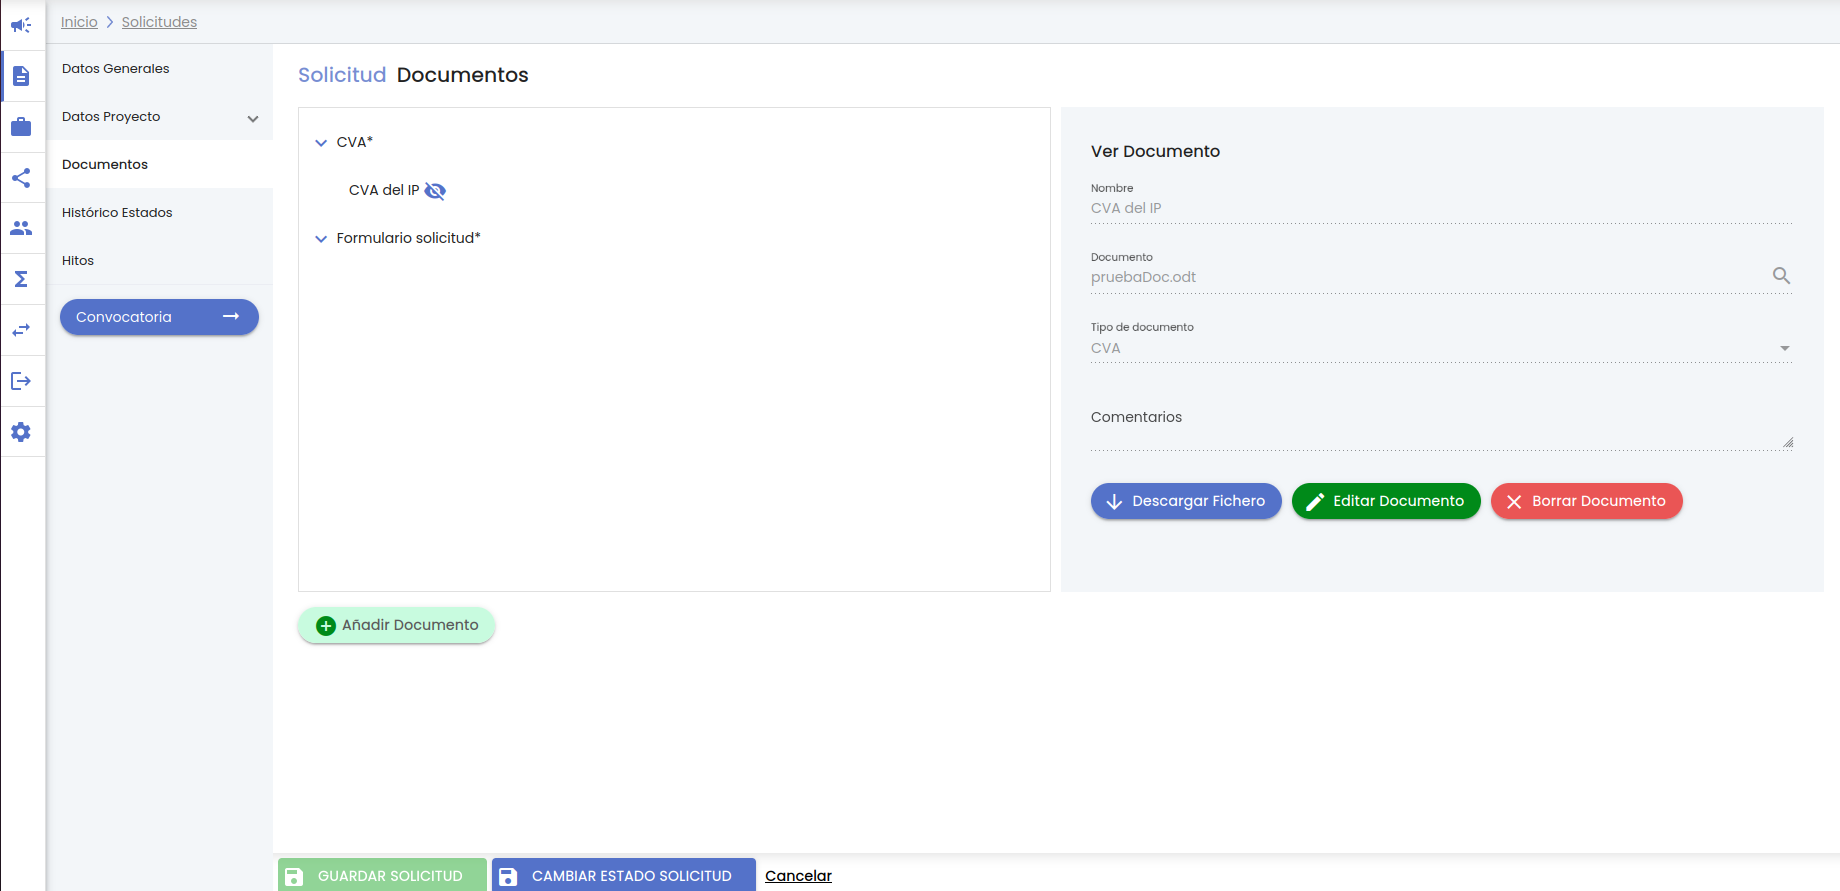 Inicio > Solicitudes
Datos Generales
Datos Proyecto
Documentos
Histórico Estados
Hitos
Convocatoria
Solicitud Documentos
CVA*
CVA del IP
Formulario solicitud*
Añadir Documento
Ver Documento
Nombre
CVA del IP
Documento
pruebaDoc.odt
Tipo de documento
CVA
Comentarios
Descargar Fichero
Editar Documento
Borrar Documento
GUARDAR SOLICITUD
CAMBIAR ESTADO SOLICITUD
Cancelar